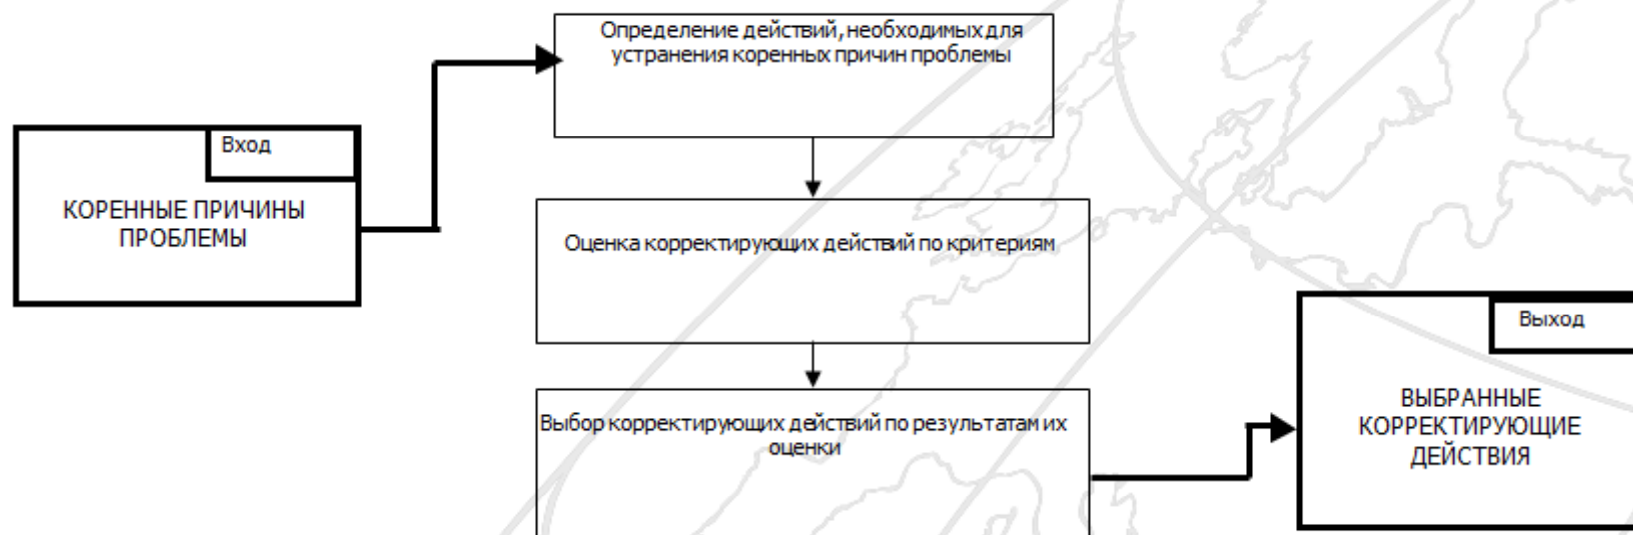 Определение действий, необходимых для
устранения коренных причин проблемы
Вход
КОРЕННЫЕ ПРИЧИНЫ
ПРОБЛЕМЫ
Оценка корректирующих действий по критериям
Выбор корректирующих действий по результатам их
оценки
Выход
ВЫБРАННЫЕ
КОРРЕКТИРУЮЩИЕ
ДЕЙСТВИЯ